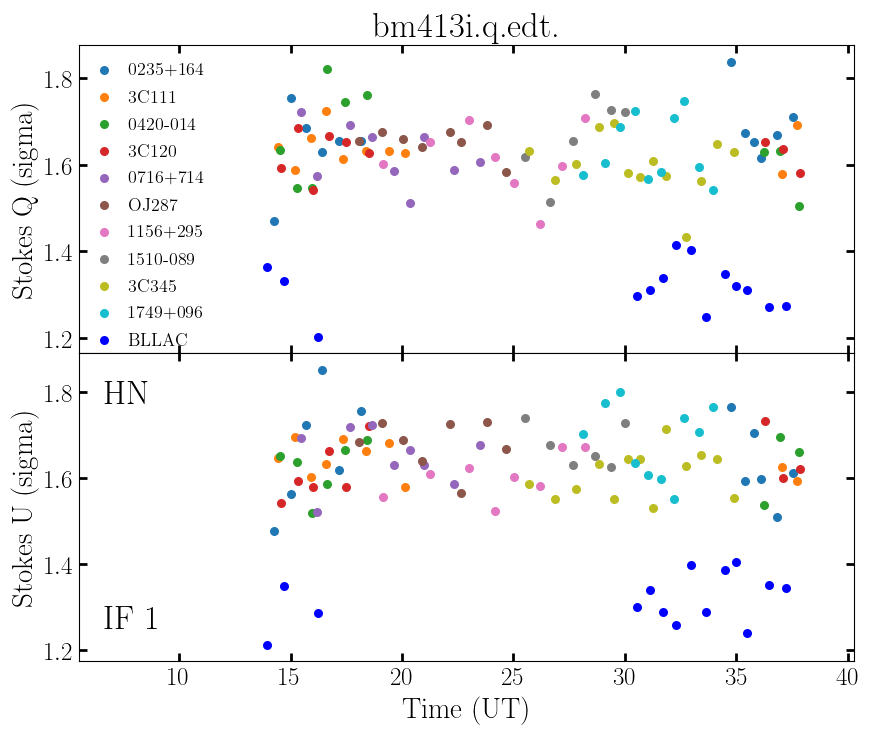 bm413i.q.edt.
Stokes Q (sigma)
1.8
1.6
1.4
1.2
0235+164
3C111
0420-014
3C120
0716+714
OJ287
1156+295
1510-089
3C345
1749+096
BLLAC
Stokes U (sigma)
1.8
1.6
1.4
1.2
HN
IF 1
10 15 20 25 30 35 40
Time (UT)